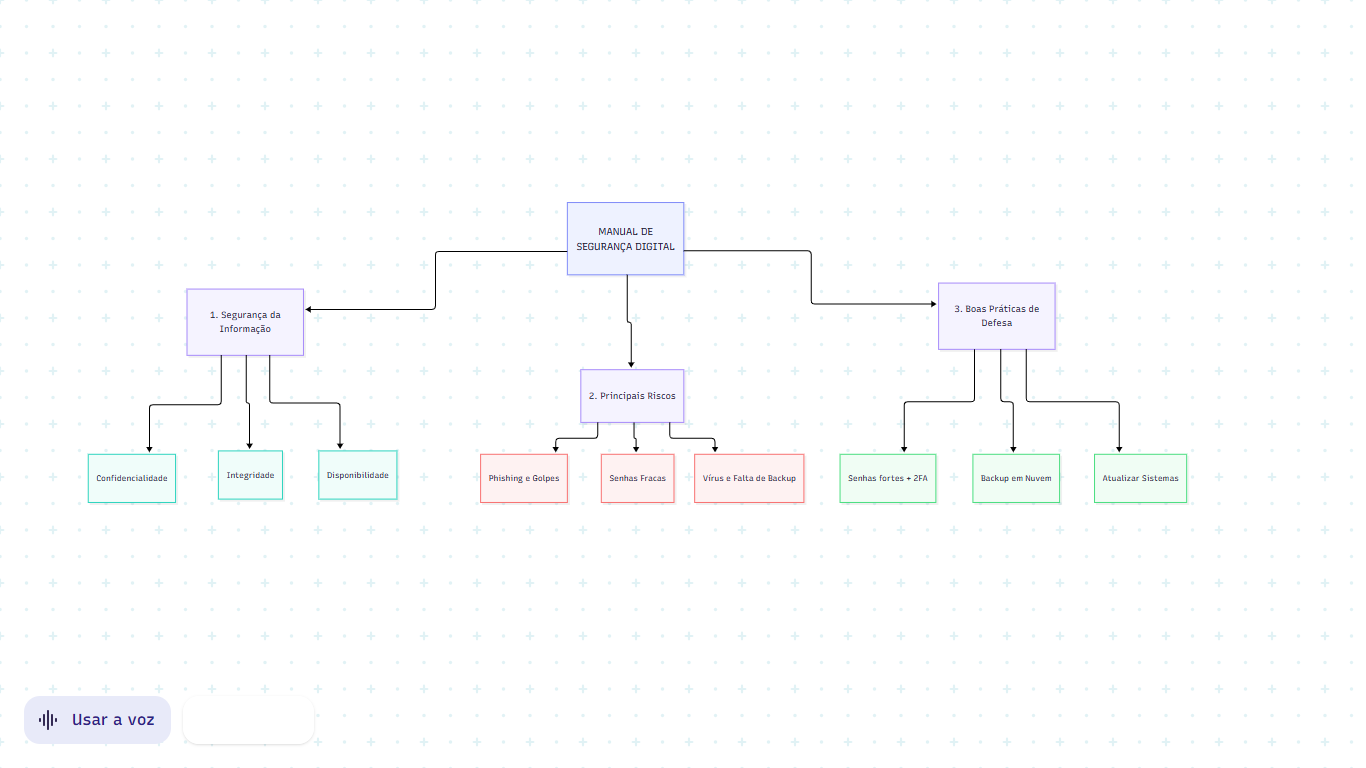 MANUAL DE
SEGURANÇA DIGITAL
1. Segurança da
Informação
2. Principais Riscos
3. Boas Práticas de
Defesa
Confidencialidade
Integridade
Disponibilidade
Phishing e Golpes
Senhas Fracas
Vírus e Falta de Backup
Senhas fortes + 2FA
Backup em Nuvem
Atualizar Sistemas
Usar a voz